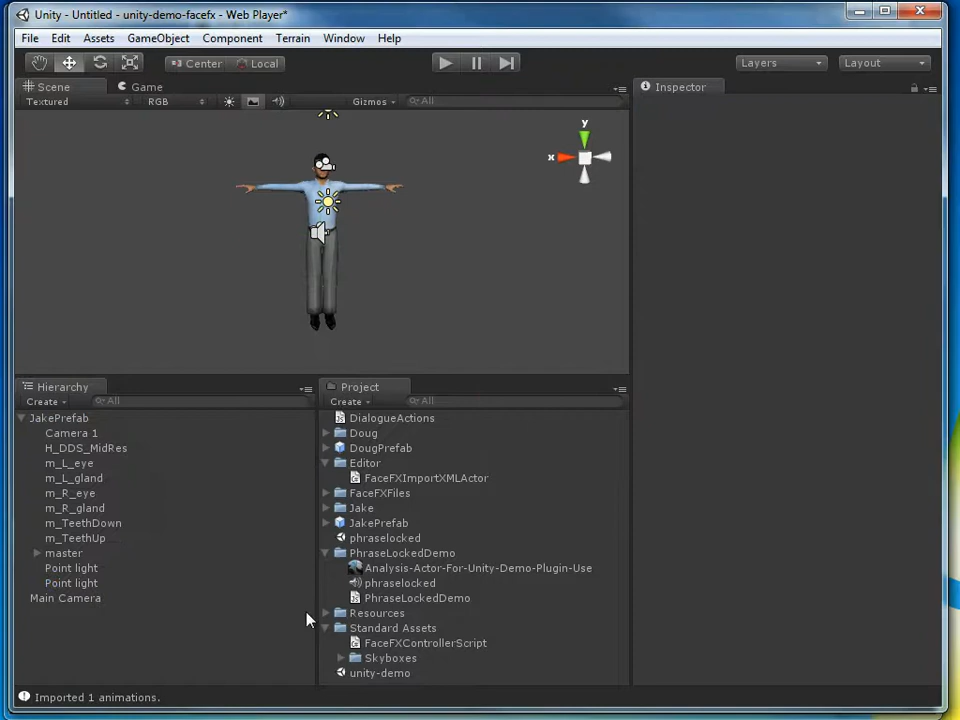 Unity - Untitled - unity-demo-facefx - Web Player*
File Edit Assets GameObject Component Terrain Window Help
Center Local Layers Layout
Scene Game Inspector
Textured RGB Gizmos All
y
x
Hierarchy Project
Create All Create All
JakePrefab
Camera 1
H_DDS_MidRes
m_L_eye
m_L_gland
m_R_eye
m_R_gland
m_TeethDown
m_TeethUp
master
Point light
Point light
Main Camera
DialogueActions
Doug
DougPrefab
Editor
FaceFXImportXMLActor
FaceFXFiles
Jake
JakePrefab
phraselocked
PhraseLockedDemo
Analysis-Actor-For-Unity-Demo-Plugin-Use
phraselocked
PhraseLockedDemo
Resources
Standard Assets
FaceFXControllerScript
Skyboxes
unity-demo
Imported 1 animations.